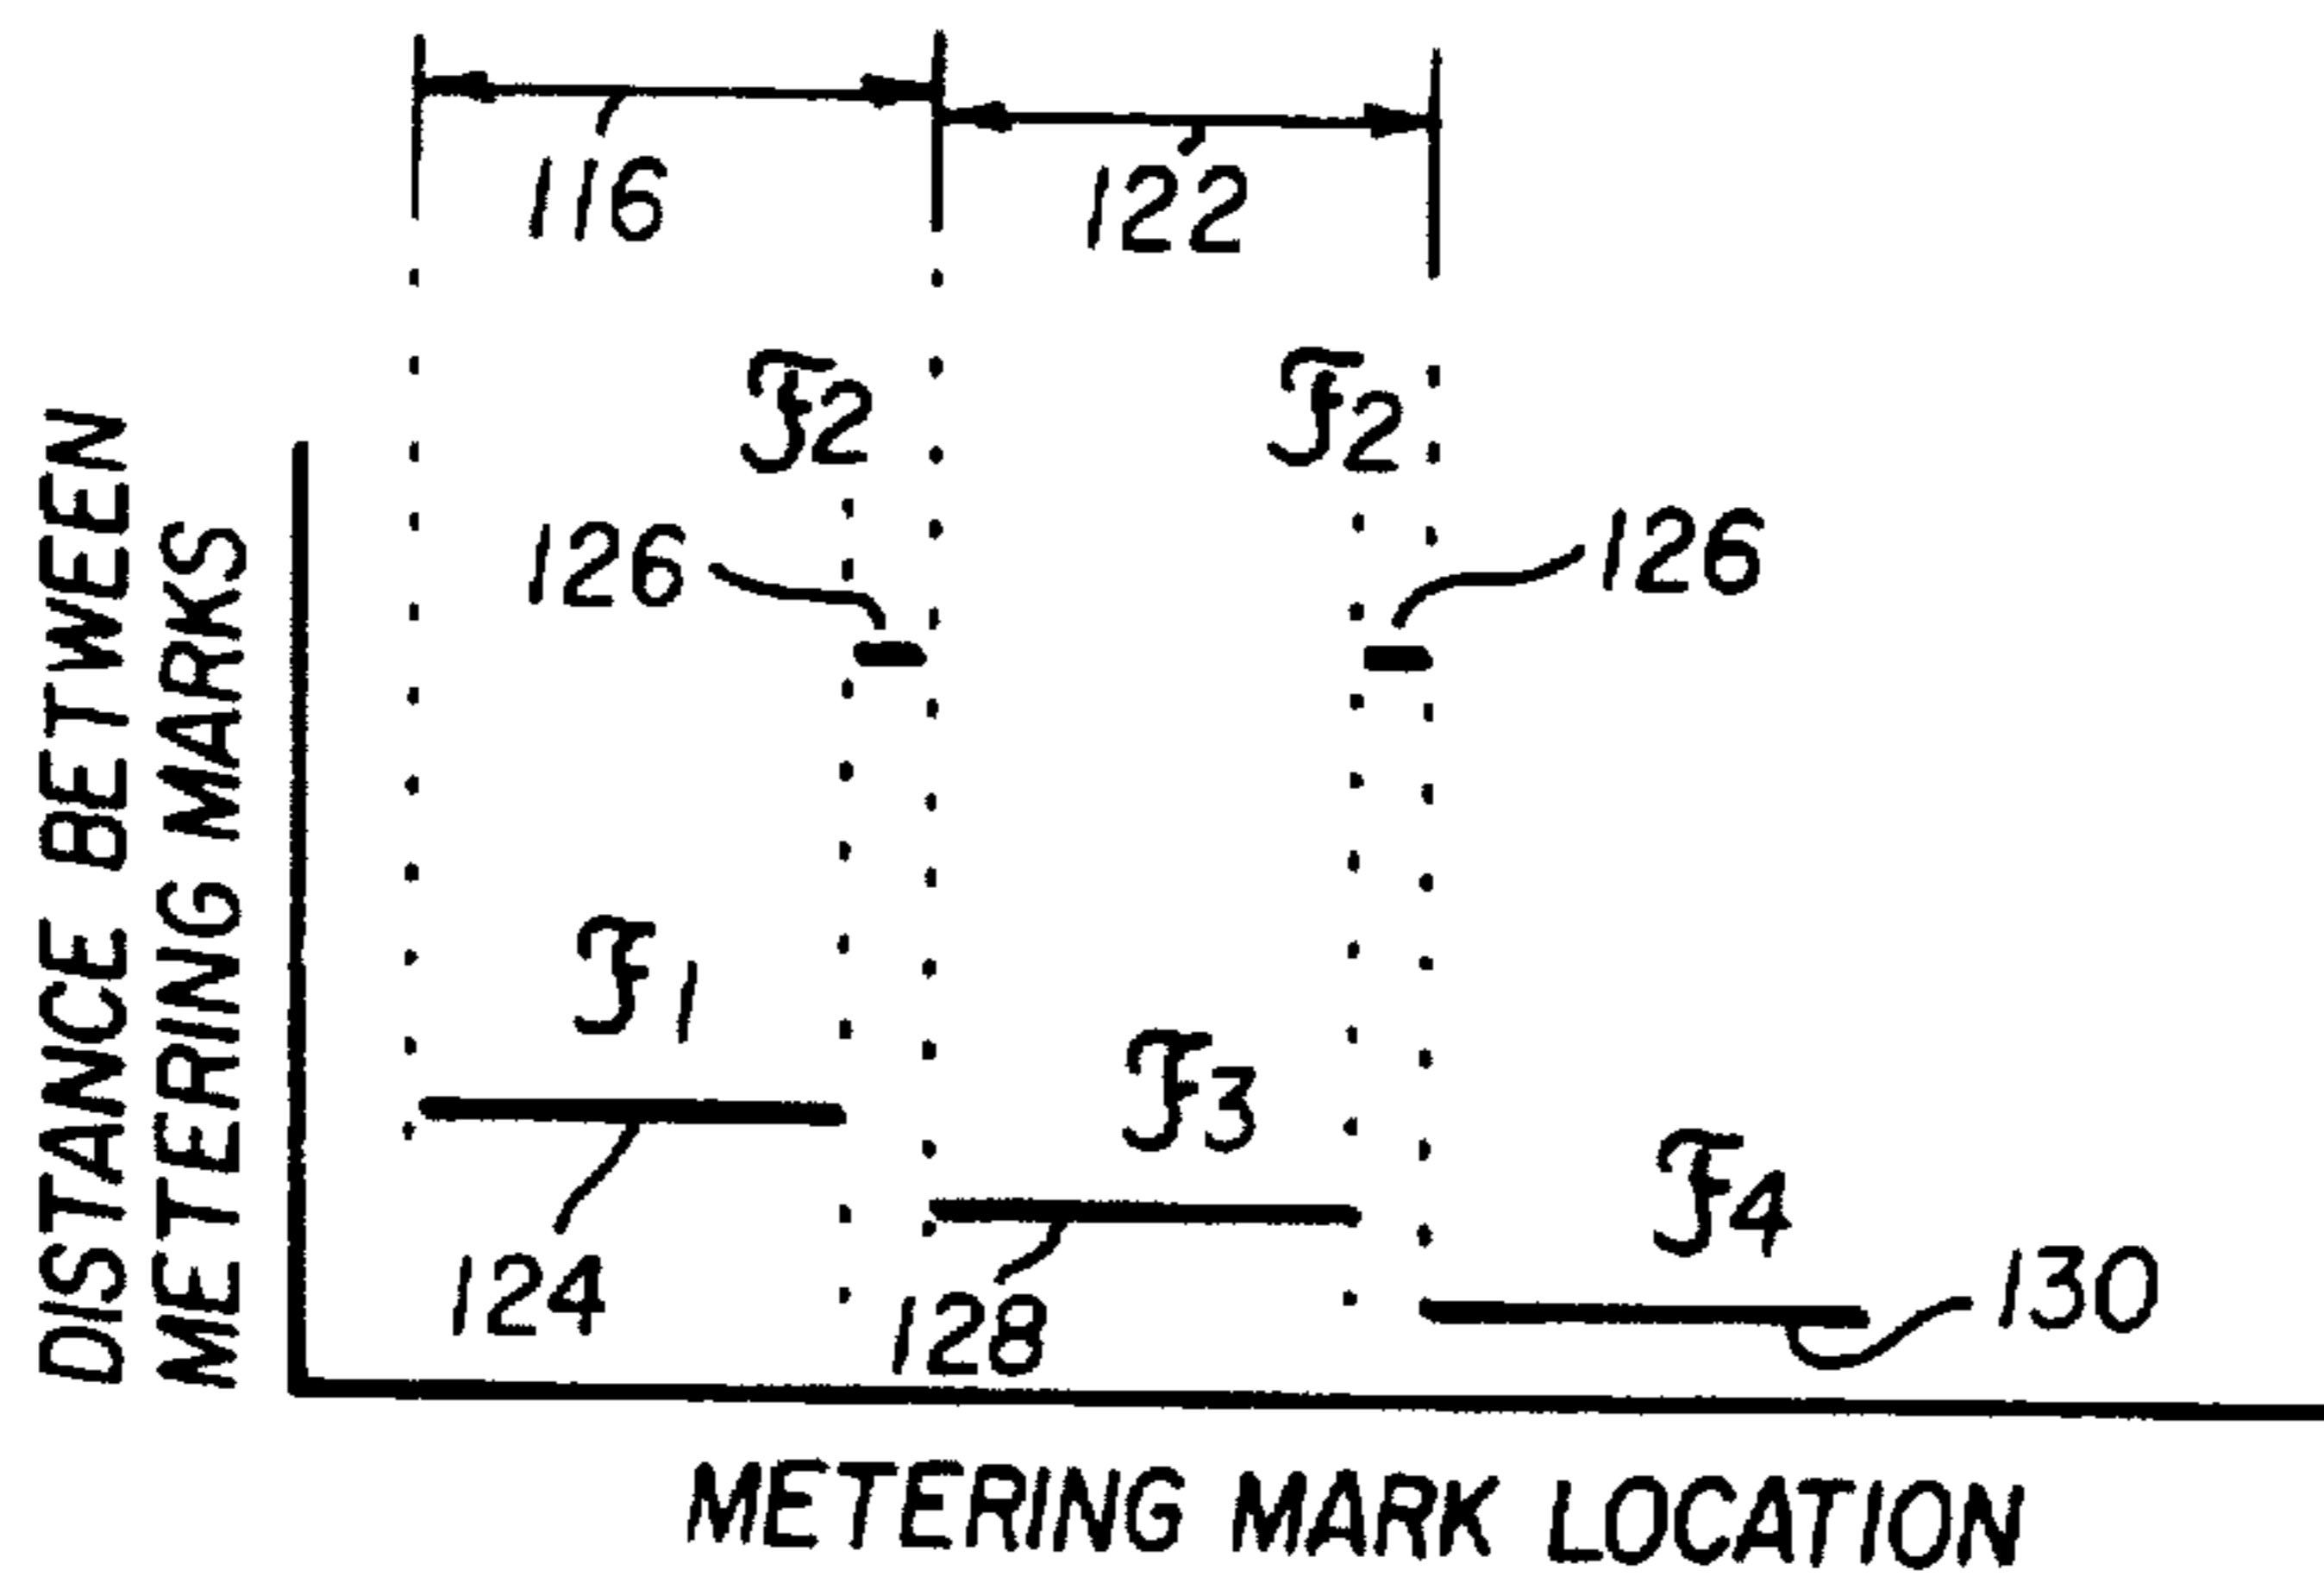 116
122
F2
F2
126
126
F1
F3
F4
124
128
130
DISTANCE BETWEEN
METERING MARKS
METERING MARK LOCATION